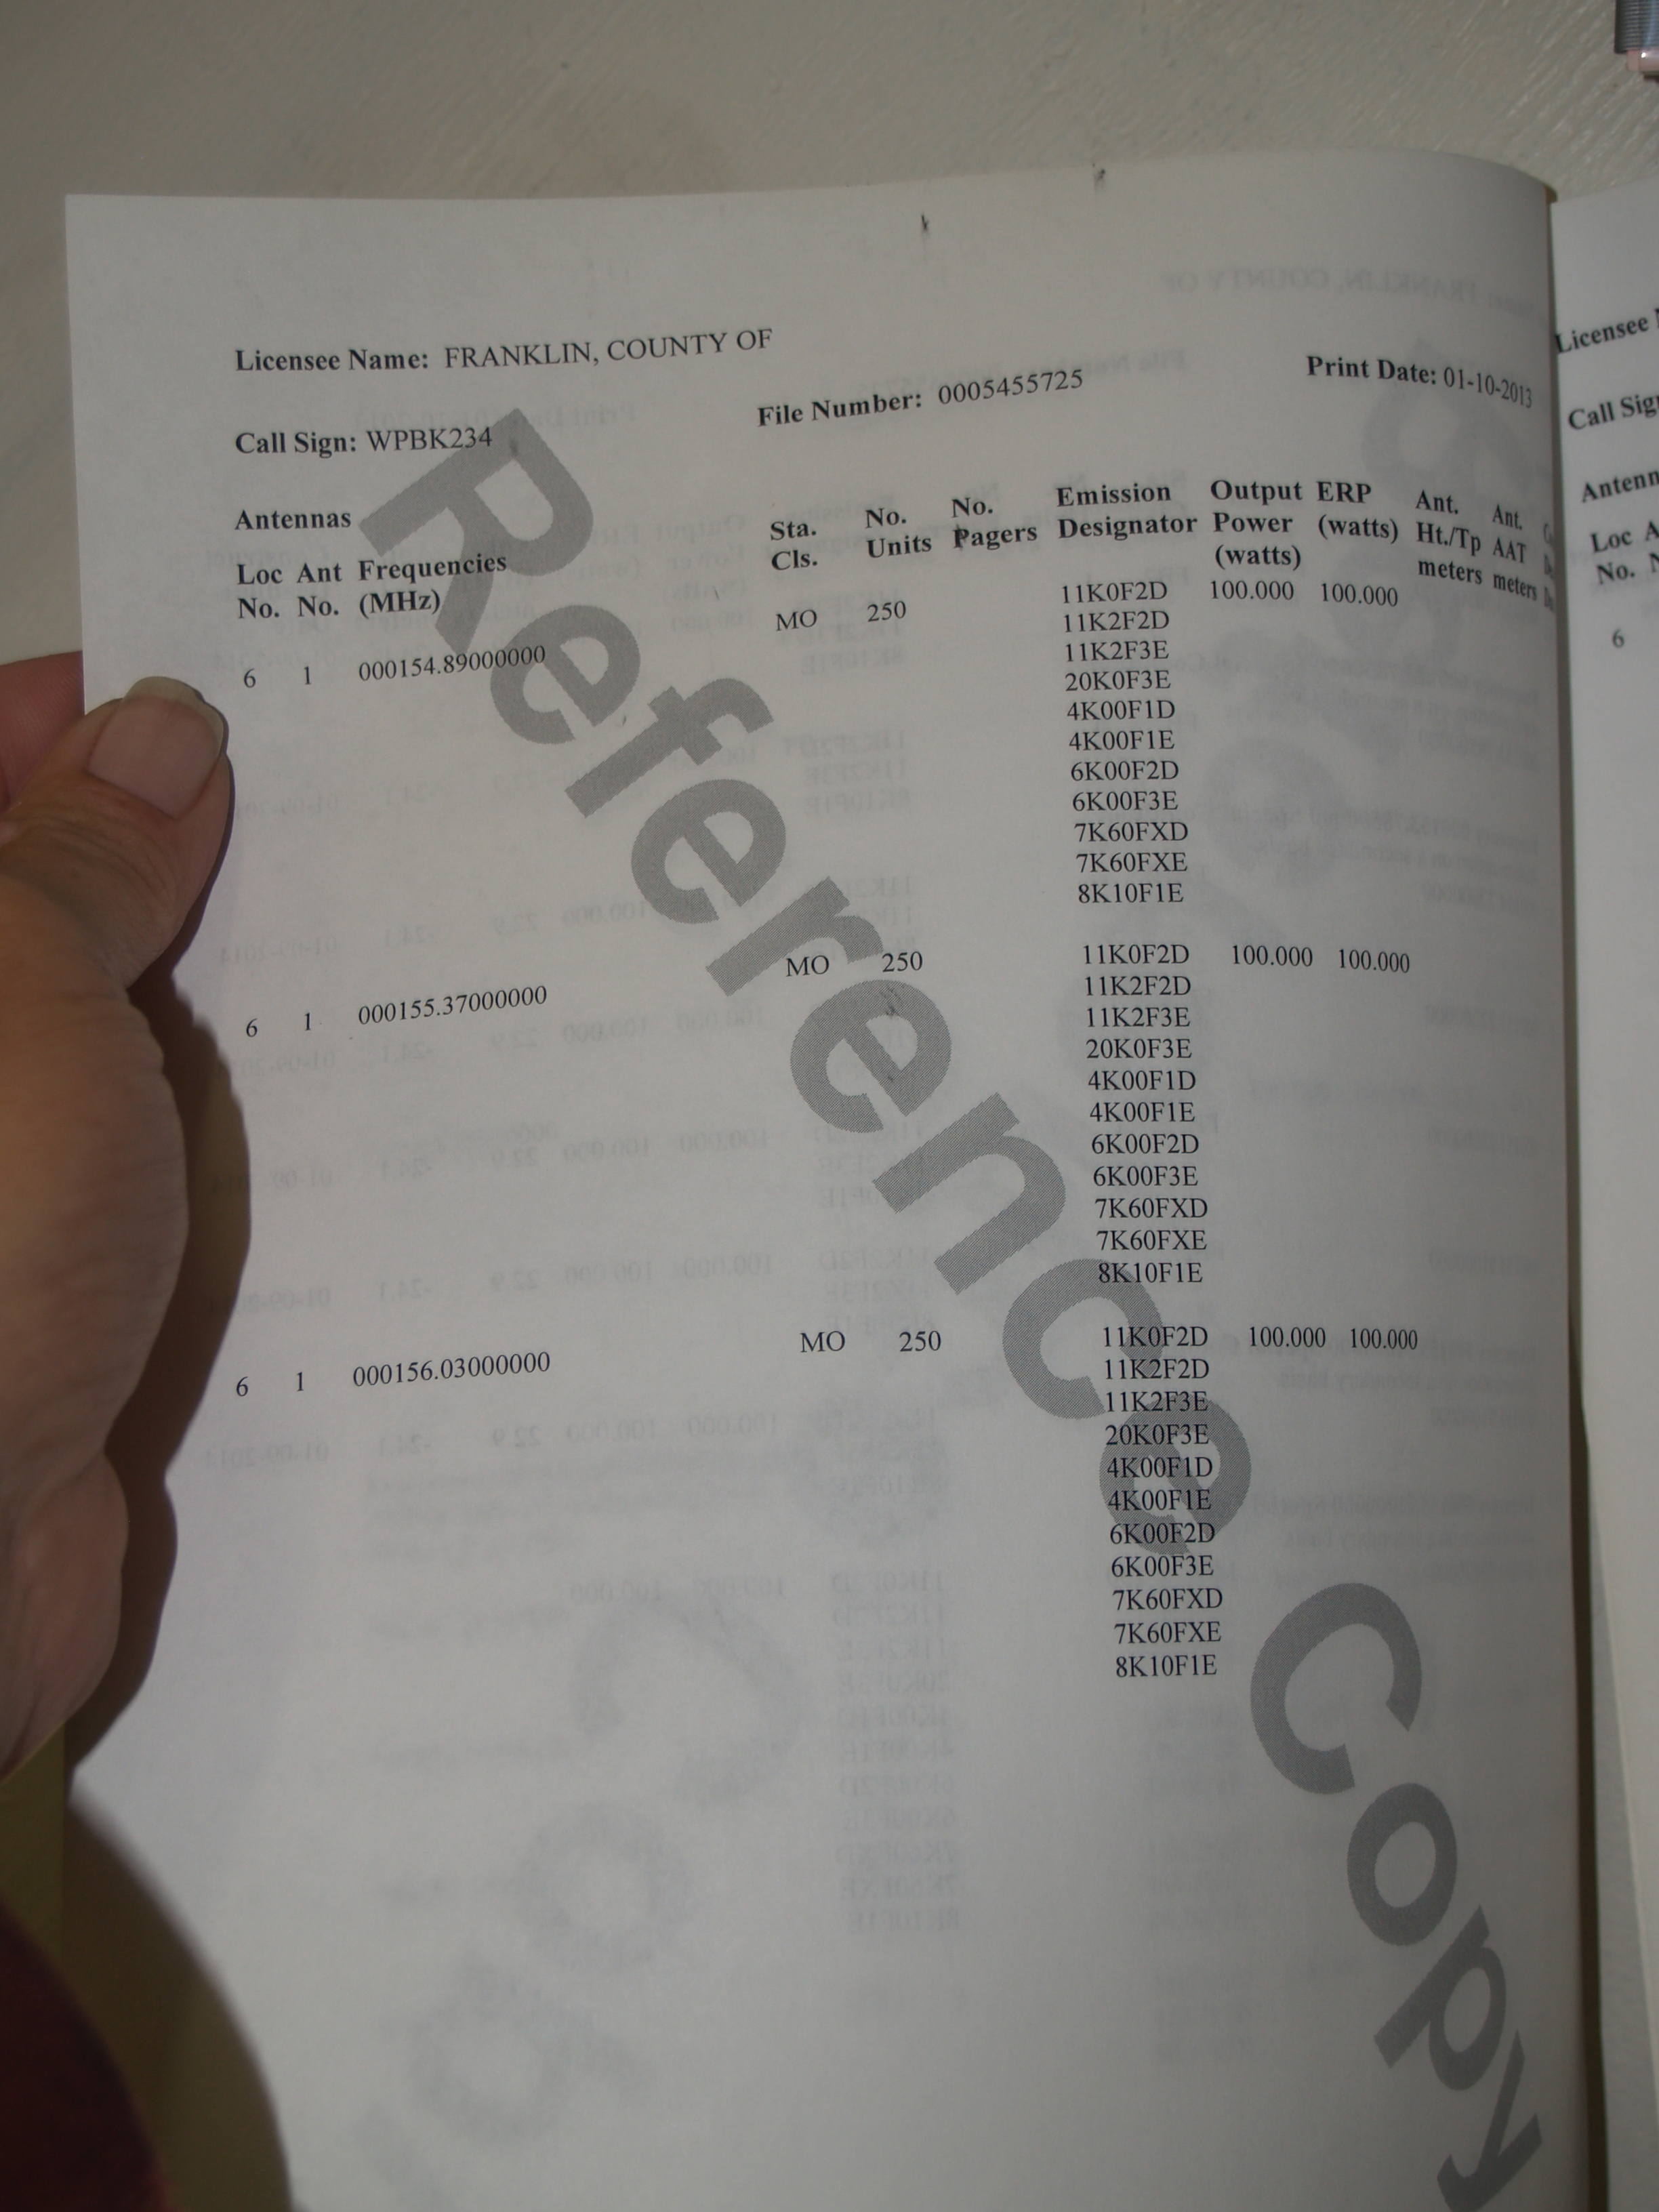 Licensee Name: FRANKLIN, COUNTY OF
Call Sign: WPBK234 File Number: 0005455725 Print Date: 01-10-2013
Antennas
Loc No. Ant No. Frequencies (MHz) Sta. Cls. No. Units No. Pagers Emission Designator Output Power (watts) ERP (watts) Ant. Ht./Tp meters Ant. AAT meters
6 1 000154.89000000 MO 250 11K0F2D 100.000 100.000
11K2F2D
11K2F3E
20K0F3E
4K00F1D
4K00F1E
6K00F2D
6K00F3E
7K60FXD
7K60FXE
8K10F1E
6 1 000155.37000000 MO 250 11K0F2D 100.000 100.000
11K2F2D
11K2F3E
20K0F3E
4K00F1D
4K00F1E
6K00F2D
6K00F3E
7K60FXD
7K60FXE
8K10F1E
6 1 000156.03000000 MO 250 11K0F2D 100.000 100.000
11K2F2D
11K2F3E
20K0F3E
4K00F1D
4K00F1E
6K00F2D
6K00F3E
7K60FXD
7K60FXE
8K10F1E
Reference Copy
Licensee
Call
Loc
No.
6